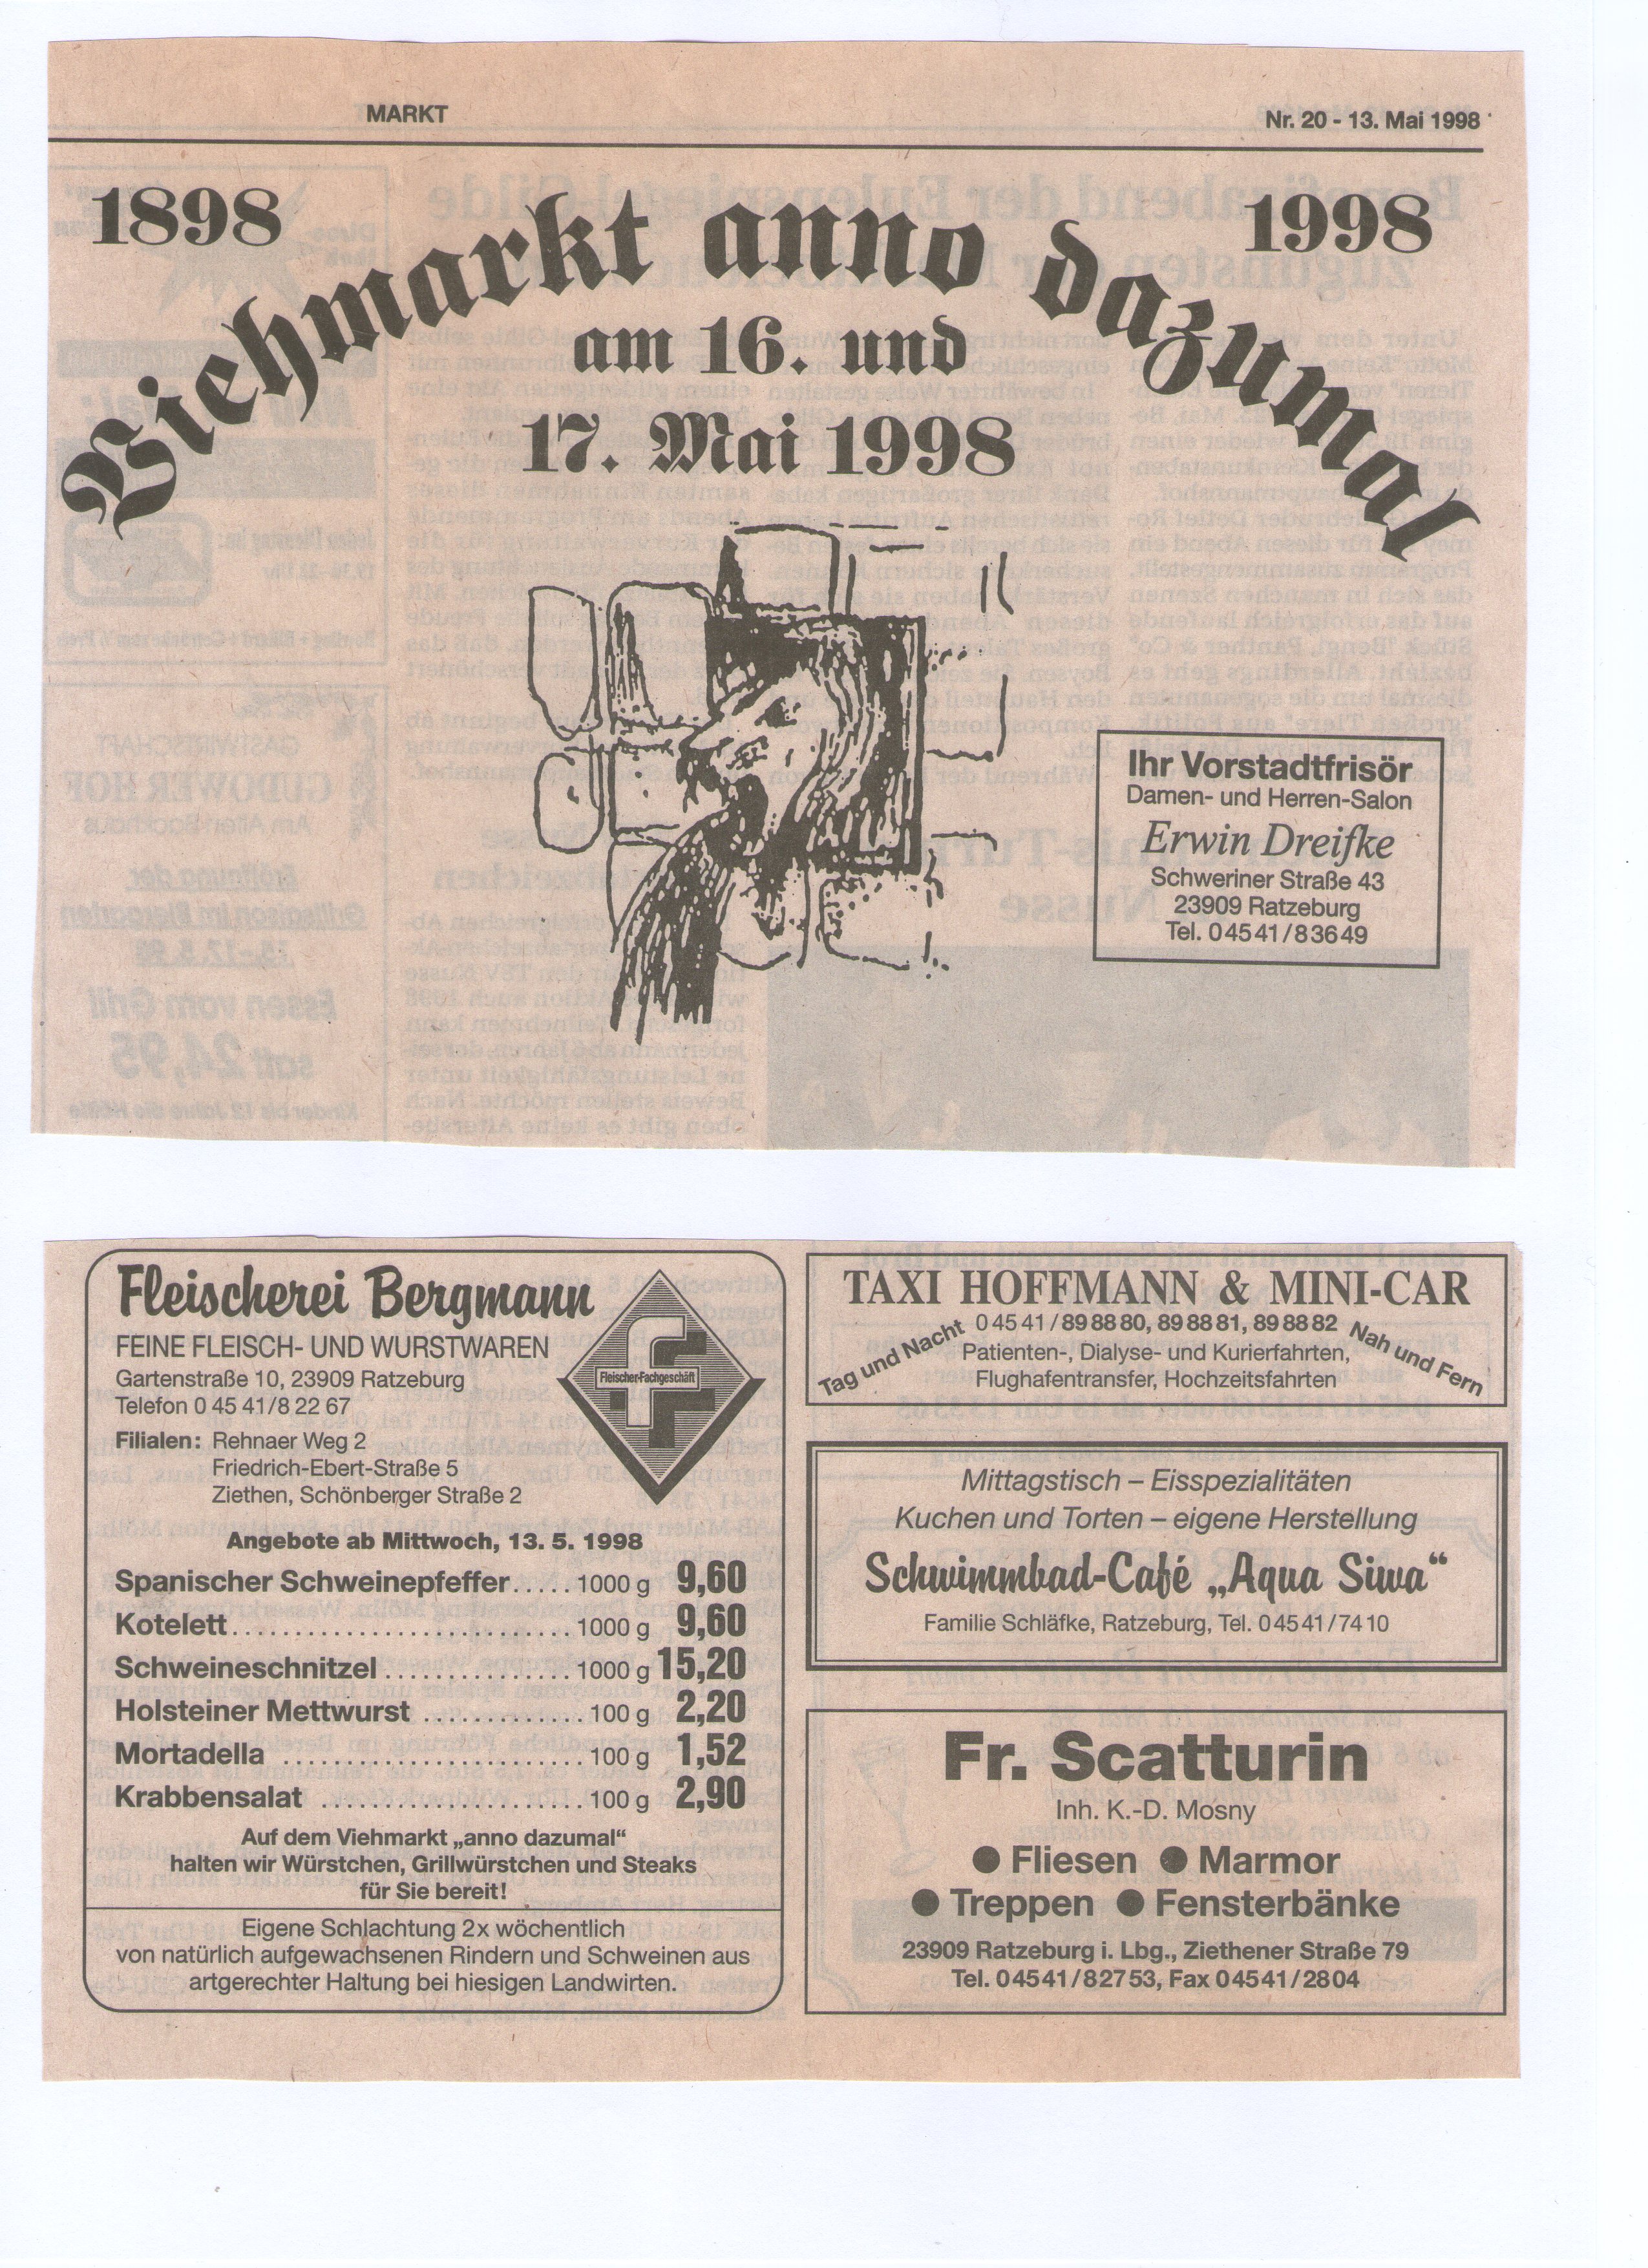 MARKT
Nr. 20 - 13. Mai 1998
1898
1998
Viehmarkt anno dazumal
am 16. und
17. Mai 1998
Ihr Vorstadtfrisör
Damen- und Herren-Salon
Erwin Dreifke
Schweriner Straße 43
23909 Ratzeburg
Tel. 04541/83649
Fleischerei Bergmann
FEINE FLEISCH- UND WURSTWAREN
Gartenstraße 10, 23909 Ratzeburg
Telefon 0 45 41/8 22 67
Fleischer-Fachgeschäft
Filialen: Rehnaer Weg 2
Friedrich-Ebert-Straße 5
Ziethen, Schönberger Straße 2
Angebote ab Mittwoch, 13. 5. 1998
Spanischer Schweinepfeffer..... 1000 g 9,60
Kotelett........................... 1000 g 9,60
Schweineschnitzel............... 1000 g 15,20
Holsteiner Mettwurst ............. 100 g 2,20
Mortadella ........................ 100 g 1,52
Krabbensalat ..................... 100 g 2,90
Auf dem Viehmarkt „anno dazumal“
halten wir Würstchen, Grillwürstchen und Steaks
für Sie bereit!
Eigene Schlachtung 2x wöchentlich
von natürlich aufgewachsenen Rindern und Schweinen aus
artgerechter Haltung bei hiesigen Landwirten.
TAXI HOFFMANN & MINI-CAR
04541/898880, 898881, 898882
Tag und Nacht
Nah und Fern
Patienten-, Dialyse- und Kurierfahrten,
Flughafentransfer, Hochzeitsfahrten
Mittagstisch – Eisspezialitäten
Kuchen und Torten – eigene Herstellung
Schwimmbad-Café „Aqua Siwa“
Familie Schläfke, Ratzeburg, Tel. 04541/7410
Fr. Scatturin
Inh. K.-D. Mosny
● Fliesen ● Marmor
● Treppen ● Fensterbänke
23909 Ratzeburg i. Lbg., Ziethener Straße 79
Tel. 04541/82753, Fax 04541/2804